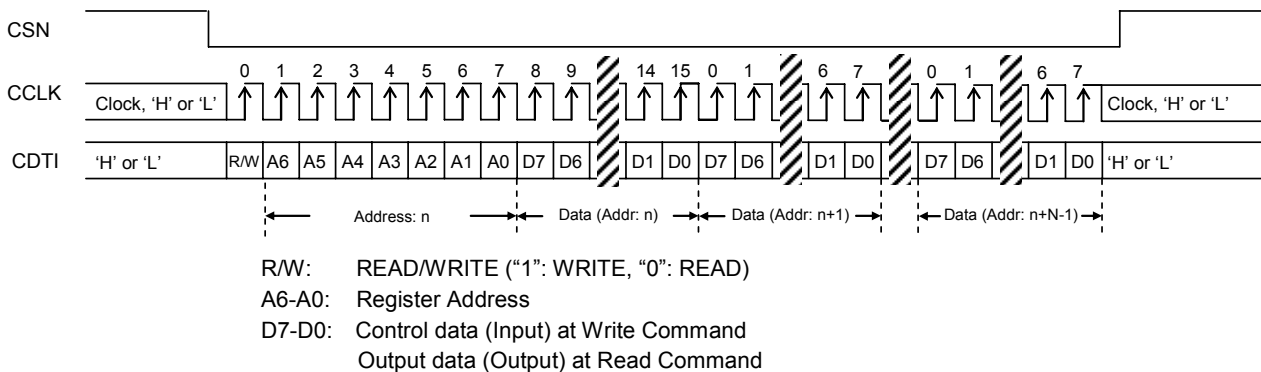 CSN
0 1 2 3 4 5 6 7 8 9 14 15 0 1 6 7 0 1 6 7
CCLK Clock, ‘H’ or ‘L’ Clock, ‘H’ or ‘L’
CDTI ‘H’ or ‘L’ R/W A6 A5 A4 A3 A2 A1 A0 D7 D6 D1 D0 D7 D6 D1 D0 D7 D6 D1 D0 ‘H’ or ‘L’
Address: n Data (Addr: n) Data (Addr: n+1) Data (Addr: n+N-1)
R/W: READ/WRITE (“1”: WRITE, “0”: READ)
A6-A0: Register Address
D7-D0: Control data (Input) at Write Command
Output data (Output) at Read Command